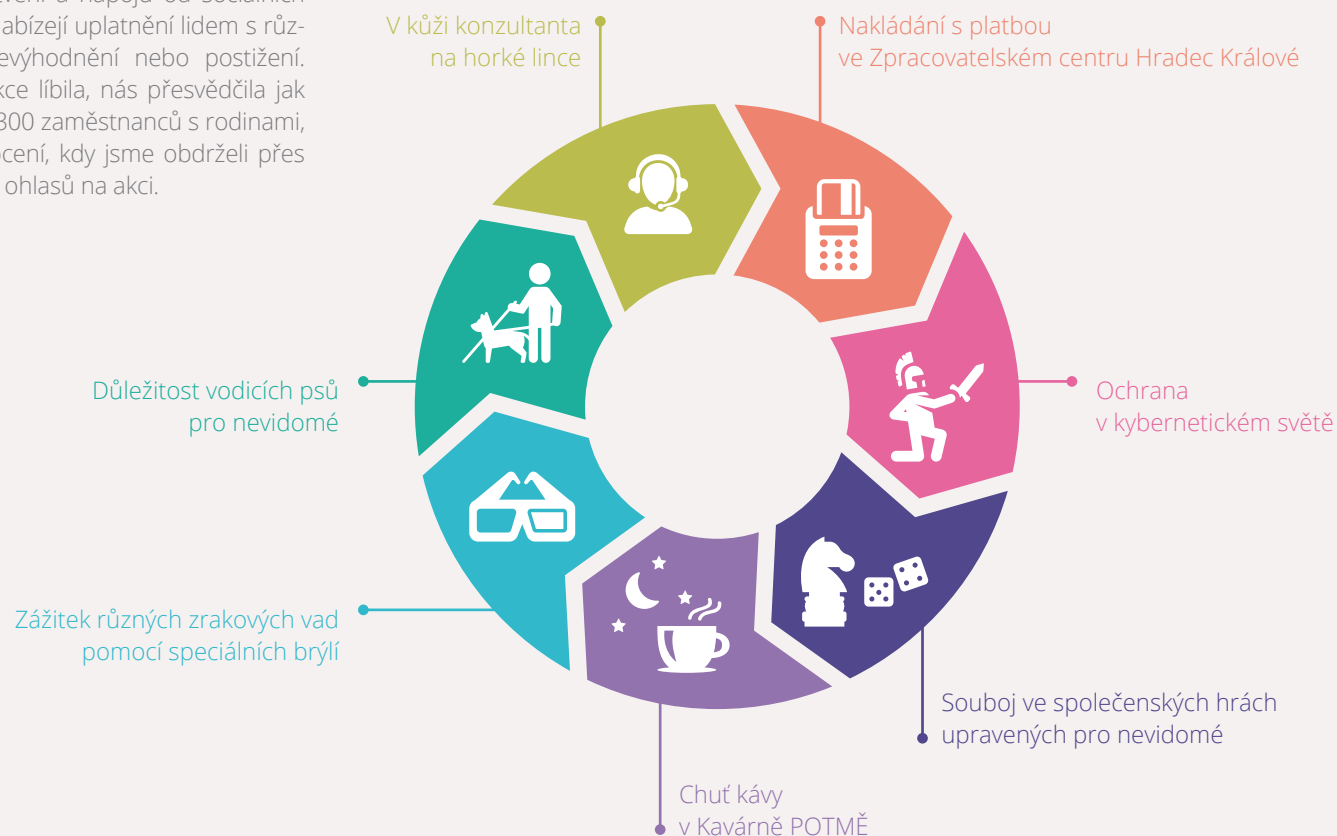 abízejí uplatnění lidem s růz-
evýhodnění nebo postižení.
kce líbila, nás přesvědčila jak
300 zaměstnanců s rodinami,
ocení, kdy jsme obdrželi přes
ohlasů na akci.
V kůži konzultanta
na horké lince
Nakládání s platbou
ve Zpracovatelském centru Hradec Králové
Ochrana
v kybernetickém světě
Souboj ve společenských hrách
upravených pro nevidomé
Chuť kávy
v Kavárně POTMĚ
Zážitek různých zrakových vad
pomocí speciálních brýlí
Důležitost vodicích psů
pro nevidomé